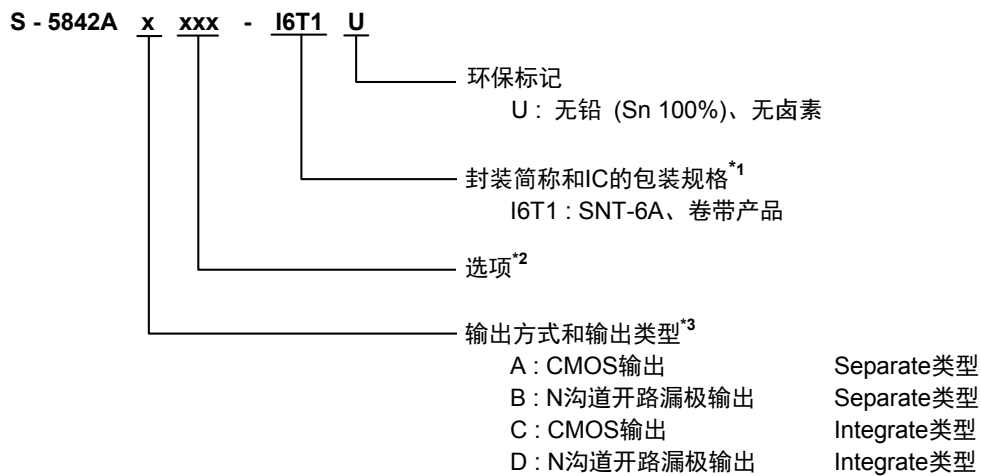 S - 5842A x xxx - I6T1 U
环保标记
U : 无铅 (Sn 100%)、无卤素
封装简称和IC的包装规格*1
I6T1 : SNT-6A、卷带产品
选项*2
输出方式和输出类型*3
A : CMOS输出 Separate类型
B : N沟道开路漏极输出 Separate类型
C : CMOS输出 Integrate类型
D : N沟道开路漏极输出 Integrate类型